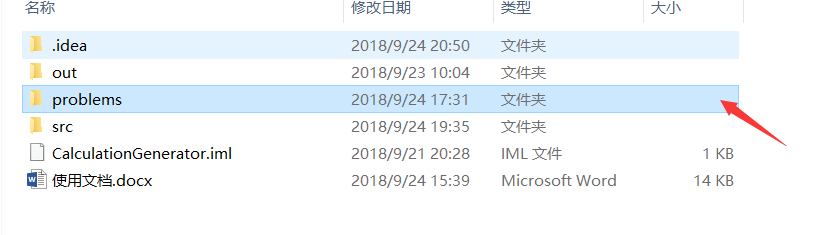 名称 修改日期 类型 大小
.idea 2018/9/24 20:50 文件夹
out 2018/9/23 10:04 文件夹
problems 2018/9/24 17:31 文件夹
src 2018/9/24 19:35 文件夹
CalculationGenerator.iml 2018/9/21 20:28 IML 文件 1 KB
使用文档.docx 2018/9/24 15:39 Microsoft Word 14 KB